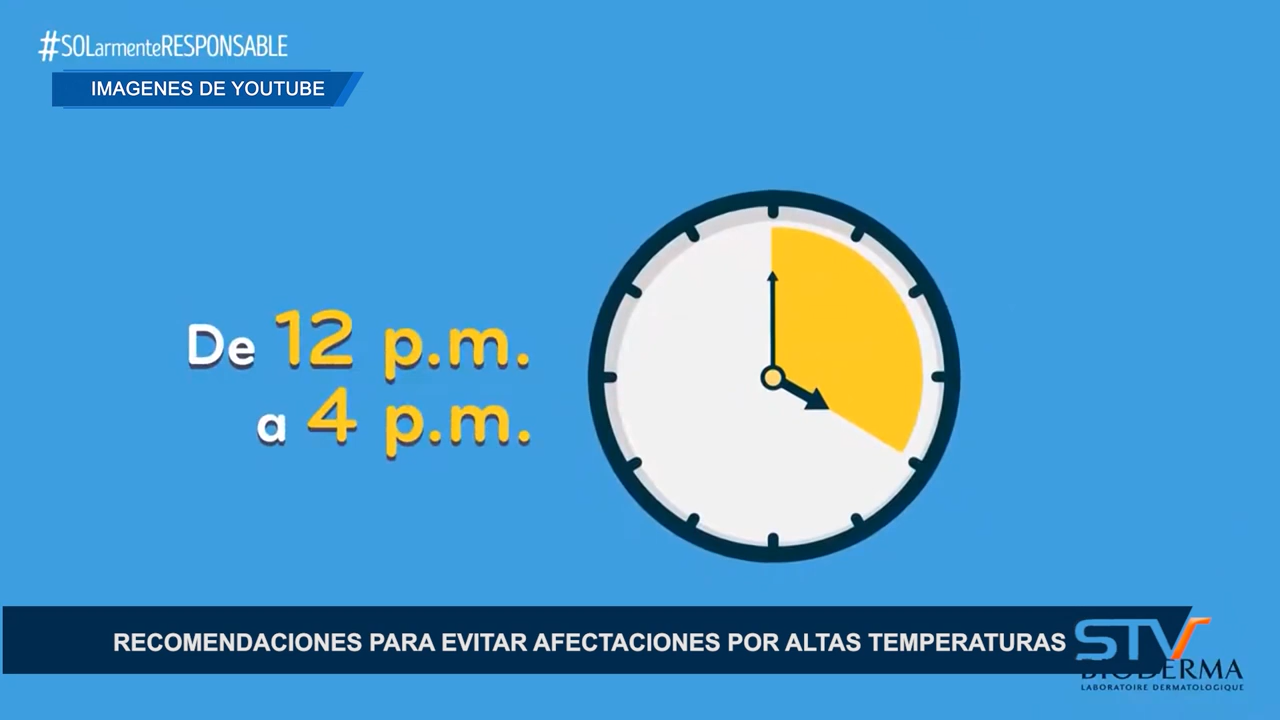 #SOLarmenteRESPONSABLE
IMAGENES DE YOUTUBE
De 12 p.m.
a 4 p.m.
RECOMENDACIONES PARA EVITAR AFECTACIONES POR ALTAS TEMPERATURAS
STV
BIODERMA
LABORATOIRE DERMATOLOGIQUE